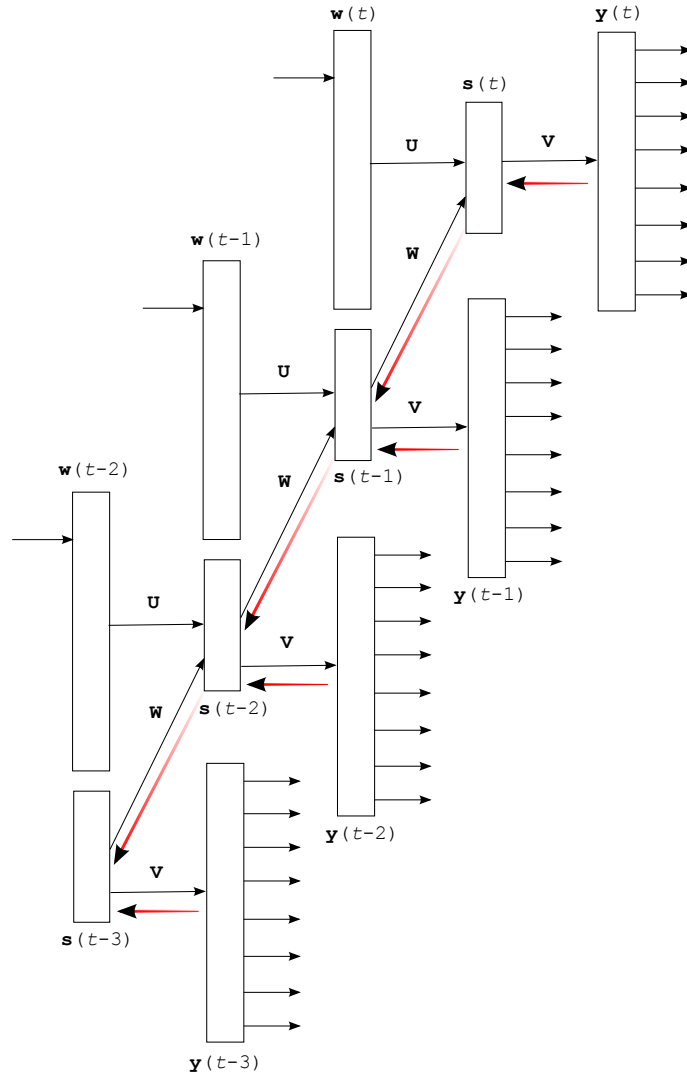 w(t)
y(t)
s(t)
U
V
w(t-1)
W
U
V
w(t-2)
s(t-1)
W
U
y(t-1)
V
s(t-2)
W
y(t-2)
V
s(t-3)
y(t-3)